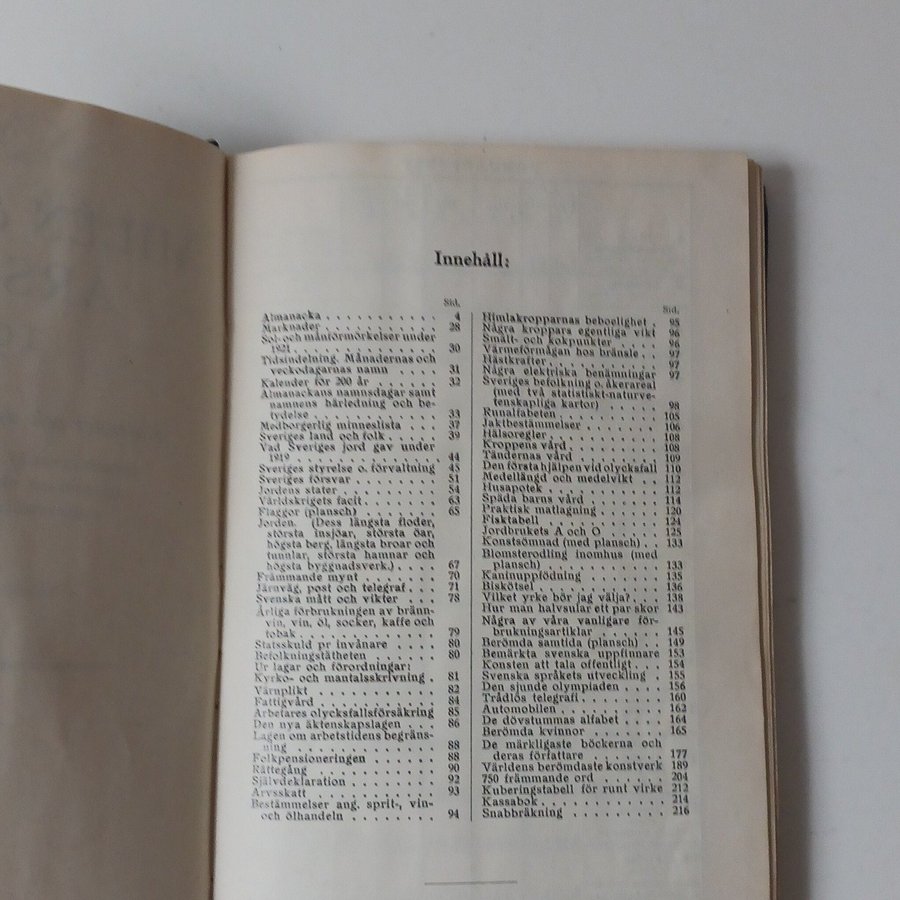 Innehåll:
Sid.
Almanacka . . . . . . . . . . 4
Marknader . . . . . . . . . . 28
Sol- och månförmörkelser under
1921 . . . . . . . . . . . . 30
Tidsindelning. Månadernas och
veckodagarnas namn . . . . 31
Kalender för 200 år . . . . . 32
Almanackans namnsdagar samt
namnens härledning och be-
tydelse . . . . . . . . . . . 33
Medborgerlig minneslista . . . 37
Sveriges land och folk . . . . 39
Vad Sveriges jord gav under
1919 . . . . . . . . . . . . 44
Sveriges styrelse o. förvaltning 45
Sveriges försvar . . . . . . . 51
Jordens stater . . . . . . . . 54
Världskrigets facit . . . . . . 63
Flaggor (plansch) . . . . . . 65
Jorden. (Dess längsta floder,
största insjöar, största öar,
högsta berg, längsta broar och
tunnlar, största hamnar och
högsta byggnadsverk.) . . . 67
Främmande mynt . . . . . . 70
Järnväg, post och telegraf . . . 71
Svenska mått och vikter . . . 78
Årliga förbrukningen av bränn-
vin, vin, öl, socker, kaffe och
tobak . . . . . . . . . . . . 79
Statsskuld pr invånare . . . . 80
Befolkningstätheten . . . . . 80
Ur lagar och förordningar:
Kyrko- och mantalsskrivning . 81
Värnplikt . . . . . . . . . . 82
Fattigvård . . . . . . . . . . 84
Arbetares olycksfallsförsäkring 85
Den nya äktenskapslagen . . . 86
Lagen om arbetstidens begräns-
ning . . . . . . . . . . . . 88
Folkpensioneringen . . . . . . 88
Rättegång . . . . . . . . . . 90
Självdeklaration . . . . . . . 92
Arvsskatt . . . . . . . . . . 93
Bestämmelser ang. sprit-, vin-
och ölhandeln . . . . . . . 94
Sid.
Himlakropparnas beboelighet . 95
Några kroppars egentliga vikt 96
Smält- och kokpunkter . . . . 96
Värmeförmågan hos bränsle . . 97
Hästkrafter . . . . . . . . . 97
Några elektriska benämningar 97
Sveriges befolkning o. åkerareal
(med två statistiskt-naturve-
tenskapliga kartor) . . . . . 98
Runalfabeten . . . . . . . . . 105
Jaktbestämmelser . . . . . . . 106
Hälsoregler . . . . . . . . . . 108
Kroppens vård . . . . . . . . 108
Tändernas vård . . . . . . . . 109
Den första hjälpen vid olycksfall 110
Medellängd och medelvikt . . 112
Husapotek . . . . . . . . . . 112
Späda barns vård . . . . . . . 114
Praktisk matlagning . . . . . 120
Fisktabell . . . . . . . . . . 124
Jordbrukets A och O . . . . . 125
Konstsömnad (med plansch) . . 133
Blomsterodling inomhus (med
plansch) . . . . . . . . . . 133
Kaninuppfödning . . . . . . . 135
Biskötsel . . . . . . . . . . . 136
Vilket yrke bör jag välja? . . . 138
Hur man halvsular ett par skor 143
Några av våra vanligare för-
brukningsartiklar . . . . . . 145
Berömda samtida (plansch) . . 149
Bemärkta svenska uppfinnare 153
Konsten att tala offentligt . . . 154
Svenska språkets utveckling . 155
Den sjunde olympiaden . . . . 156
Trådlös telegrafi . . . . . . . 160
Automobilen . . . . . . . . . 162
De dövstummas alfabet . . . . 164
Berömda kvinnor . . . . . . . 165
De märkligaste böckerna och
deras författare . . . . . . . 177
Världens berömdaste konstverk 189
750 främmande ord . . . . . . 204
Kuberingstabell för runt virke 212
Kassabok . . . . . . . . . . . 214
Snabbräkning . . . . . . . . . 216